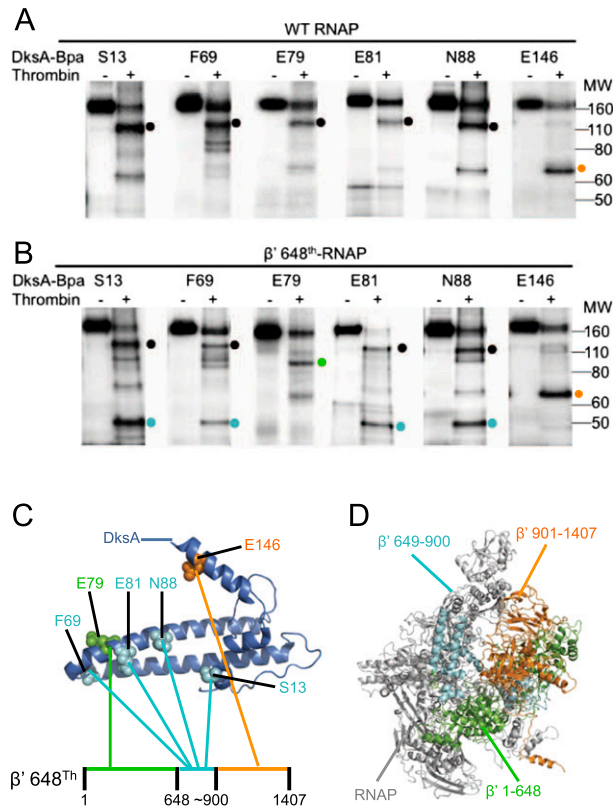 A
WT RNAP
DksA-Bpa S13 F69 E79 E81 N88 E146
Thrombin - + - + - + - + - + - +
MW
160
110
80
60
50
B
β' 648th-RNAP
DksA-Bpa S13 F69 E79 E81 N88 E146
Thrombin - + - + - + - + - + - +
MW
160
110
80
60
50
C
DksA
E146
E79 E81 N88
F69
S13
β' 648Th
1 648 ~900 1407
D
β' 649-900
β' 901-1407
RNAP
β' 1-648